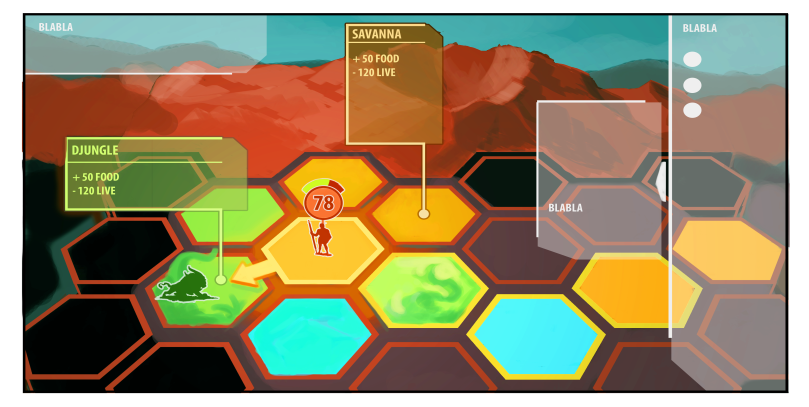 BLABLA
SAVANNA
+ 50 FOOD
- 120 LIVE
BLABLA
DJUNGLE
+ 50 FOOD
- 120 LIVE
78
BLABLA